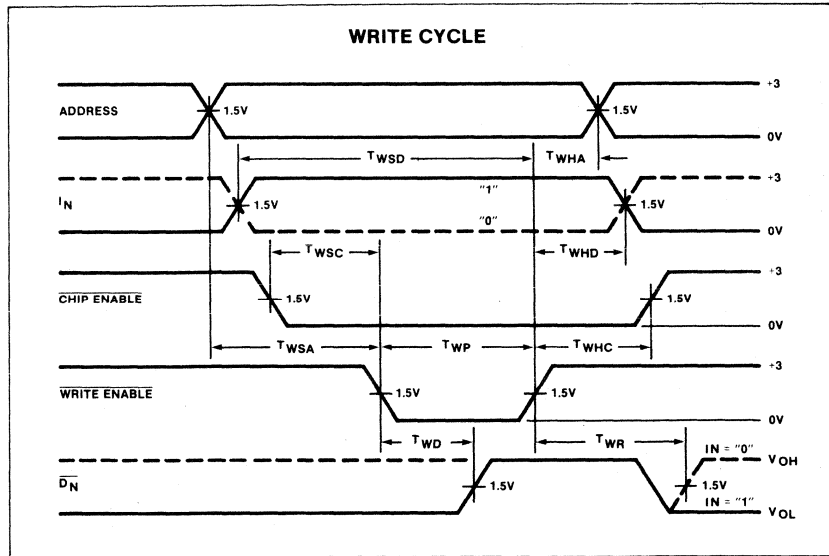 WRITE CYCLE
+3
ADDRESS
1.5V
1.5V
0V
TWSD
TWHA
+3
IN
"1"
1.5V
1.5V
"0"
0V
TWSC
TWHD
+3
CHIP ENABLE
1.5V
1.5V
0V
TWSA
TWP
TWHC
+3
WRITE ENABLE
1.5V
1.5V
0V
TWD
TWR
IN = "0"
VOH
DN
1.5V
1.5V
IN = "1"
VOL